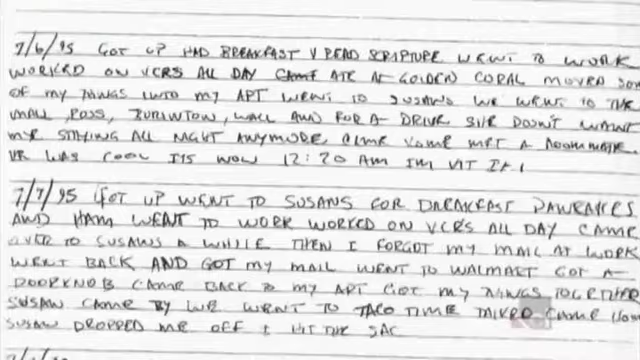 7/6/95 GOT UP HAD BREAKFAST & READ SCRIPTURE WENT TO WORK
WORKED ON VCRS ALL DAY CAME ATE AT GOLDEN CORAL MOVED SOM
OF MY THINGS INTO MY APT WENT TO SUSANS WE WENT TO THE
MALL, ROSS, BURLINTON, WALL AND FOR A DRIVE SHE DOSN'T WANT
ME STAYING ALL NIGHT ANYMORE CAME HOME MET A ROOMMATE
HE WAS COOL ITS NOW 12:20 AM IM
7/7/95 GOT UP WENT TO SUSANS FOR BREAKFAST PANCAKES
AND HAM WENT TO WORK WORKED ON VCRS ALL DAY CAME
OVER TO SUSANS A WHILE THEN I FORGOT MY MAIL AT WORK
WENT BACK AND GOT MY MAIL WENT TO WALMART GOT A
DOORKNOB CAME BACK TO MY APT GOT MY THINGS TOGETHER
SUSAN CAME BY WE WENT TO TACO TIME TALKED CAME HOM
SUSAN DROPPED ME OFF I HIT THE SAC